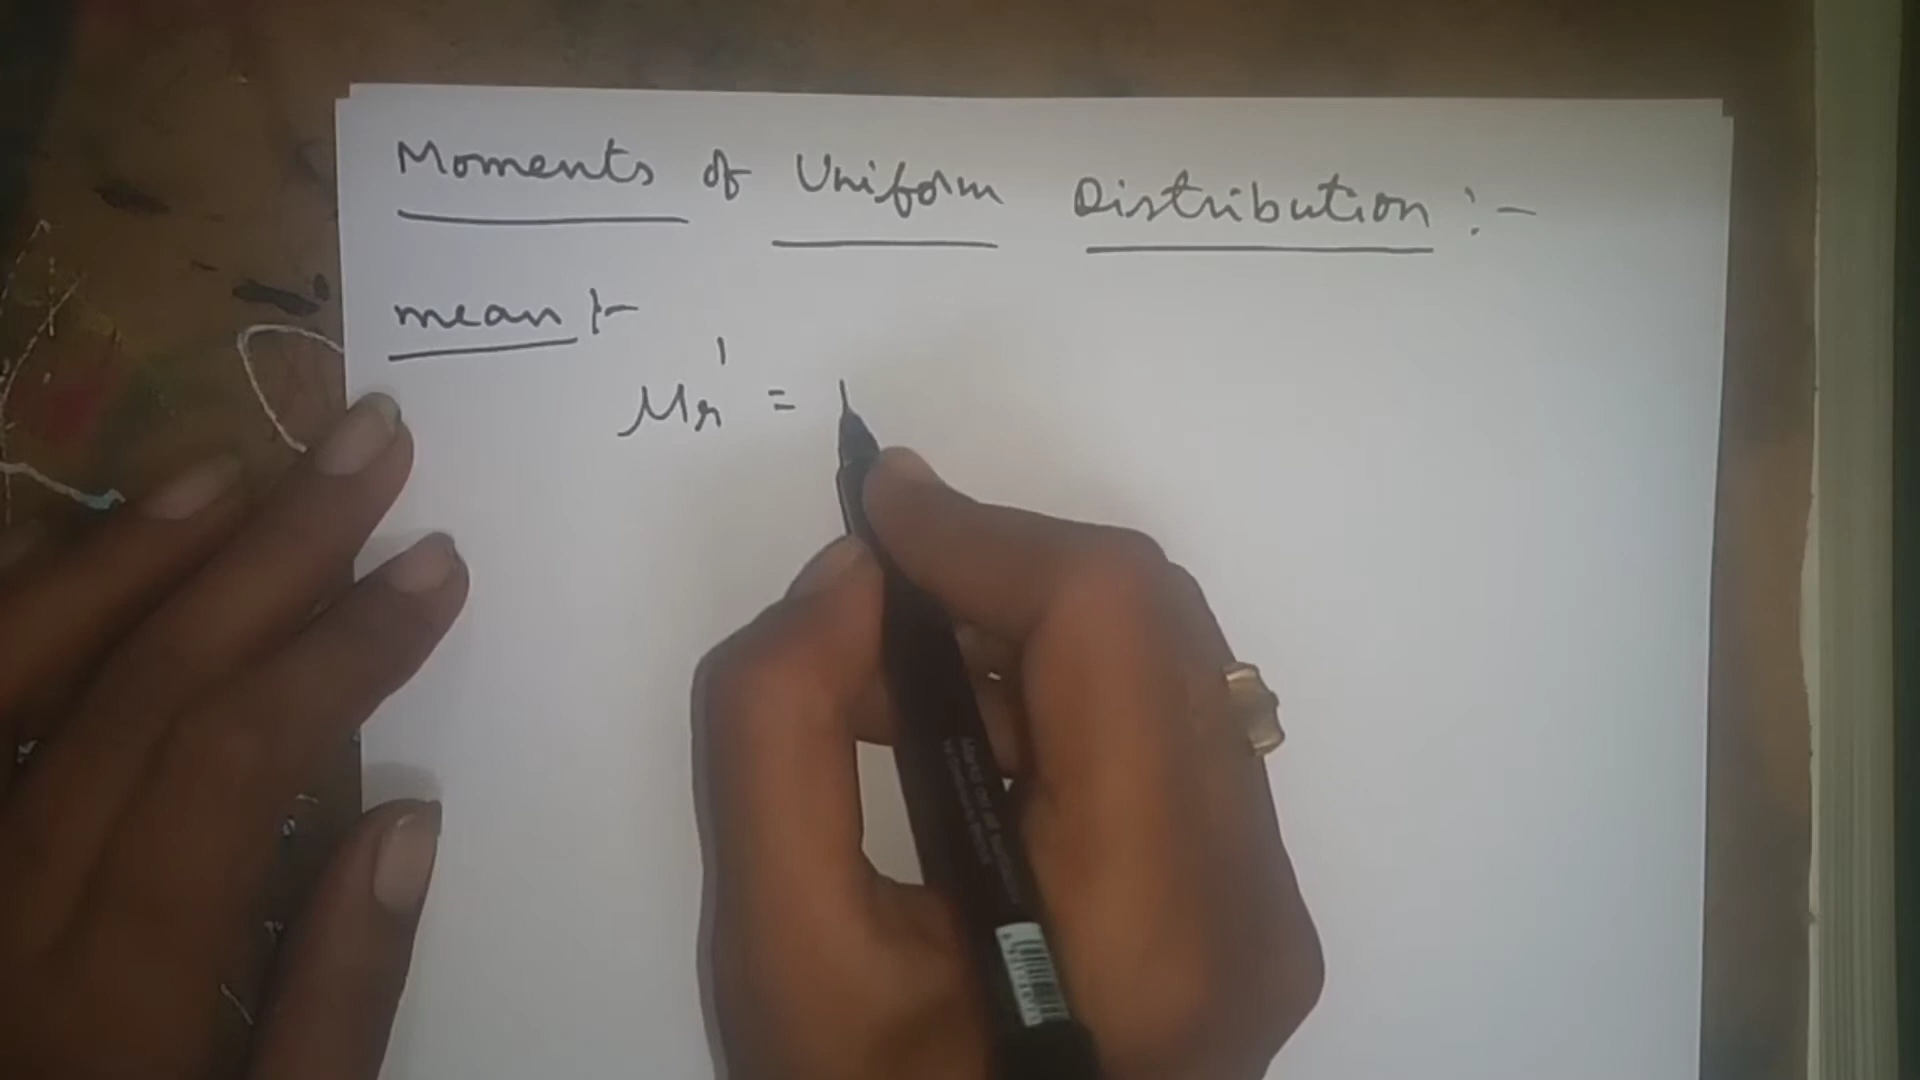 Moments of Uniform Distribution :-
mean :-
μr' =